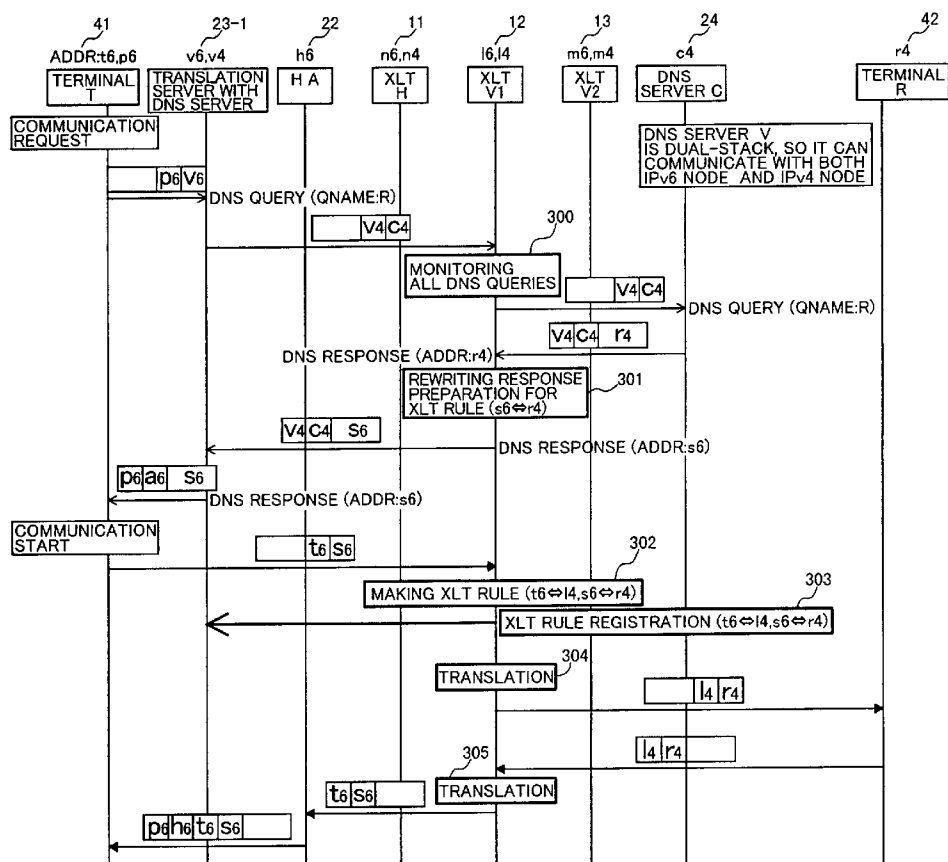 41
23-1
22
11
12
13
24
42
ADDR:t6,p6
v6,v4
h6
n6,n4
l6,l4
m6,m4
c4
r4
TERMINAL
T
TRANSLATION
SERVER WITH
DNS SERVER
H A
XLT
H
XLT
V1
XLT
V2
DNS
SERVER C
TERMINAL
R
COMMUNICATION
REQUEST
DNS SERVER V
IS DUAL-STACK, SO IT CAN
COMMUNICATE WITH BOTH
IPv6 NODE AND IPv4 NODE
p6 v6
DNS QUERY (QNAME:R)
v4 c4
300
MONITORING
ALL DNS QUERIES
v4 c4
DNS QUERY (QNAME:R)
v4 c4 r4
DNS RESPONSE (ADDR:r4)
301
REWRITING RESPONSE
PREPARATION FOR
XLT RULE (s6⇔r4)
v4 c4 s6
DNS RESPONSE (ADDR:s6)
p6 a6 s6
DNS RESPONSE (ADDR:s6)
COMMUNICATION
START
t6 s6
302
MAKING XLT RULE (t6⇔l4,s6⇔r4)
303
XLT RULE REGISTRATION (t6⇔l4,s6⇔r4)
304
TRANSLATION
l4 r4
l4 r4
305
TRANSLATION
t6 s6
p6 h6 t6 s6